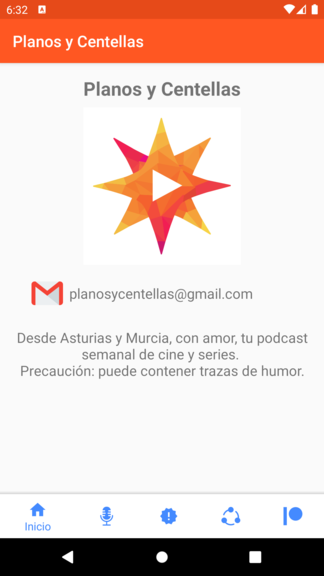 6:32
Planos y Centellas
Planos y Centellas
planosycentellas@gmail.com
Desde Asturias y Murcia, con amor, tu podcast
semanal de cine y series.
Precaución: puede contener trazas de humor.
Inicio